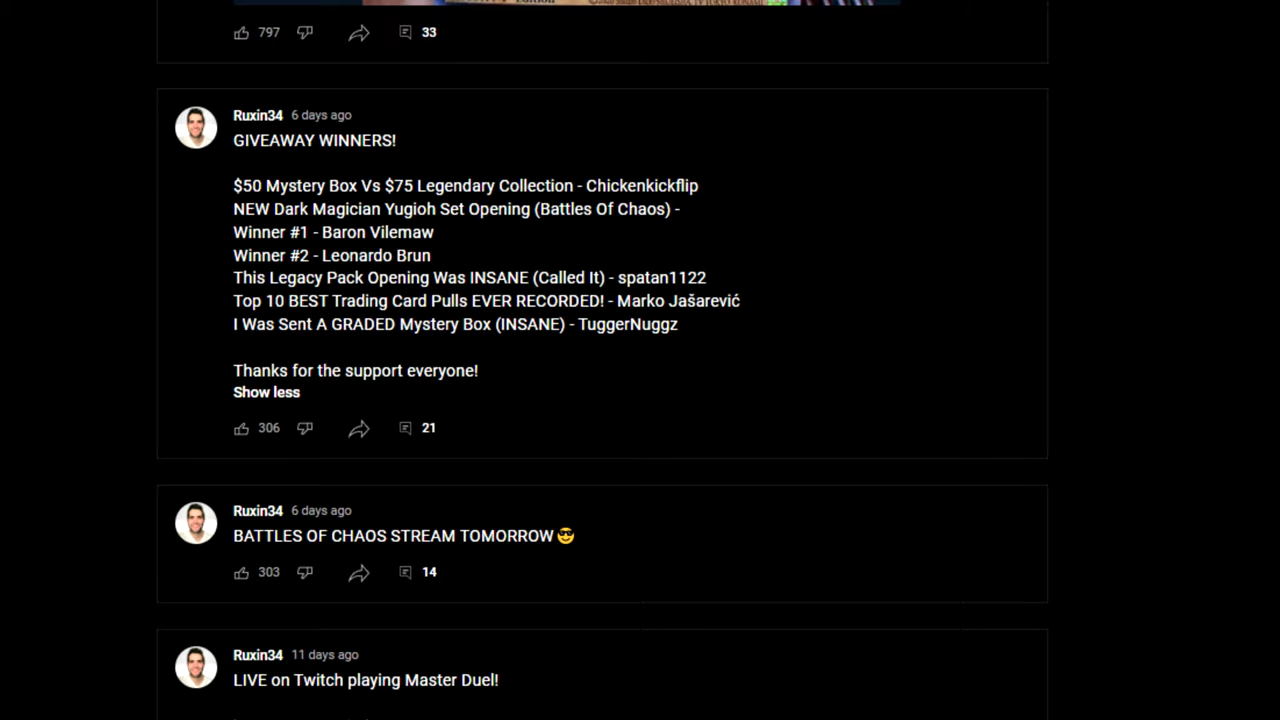 Edition
797
33
Ruxin34 6 days ago
GIVEAWAY WINNERS!
$50 Mystery Box Vs $75 Legendary Collection - Chickenkickflip
NEW Dark Magician Yugioh Set Opening (Battles Of Chaos) -
Winner #1 - Baron Vilemaw
Winner #2 - Leonardo Brun
This Legacy Pack Opening Was INSANE (Called It) - spatan1122
Top 10 BEST Trading Card Pulls EVER RECORDED! - Marko Jašarević
I Was Sent A GRADED Mystery Box (INSANE) - TuggerNuggz
Thanks for the support everyone!
Show less
306
21
Ruxin34 6 days ago
BATTLES OF CHAOS STREAM TOMORROW 😎
303
14
Ruxin34 11 days ago
LIVE on Twitch playing Master Duel!